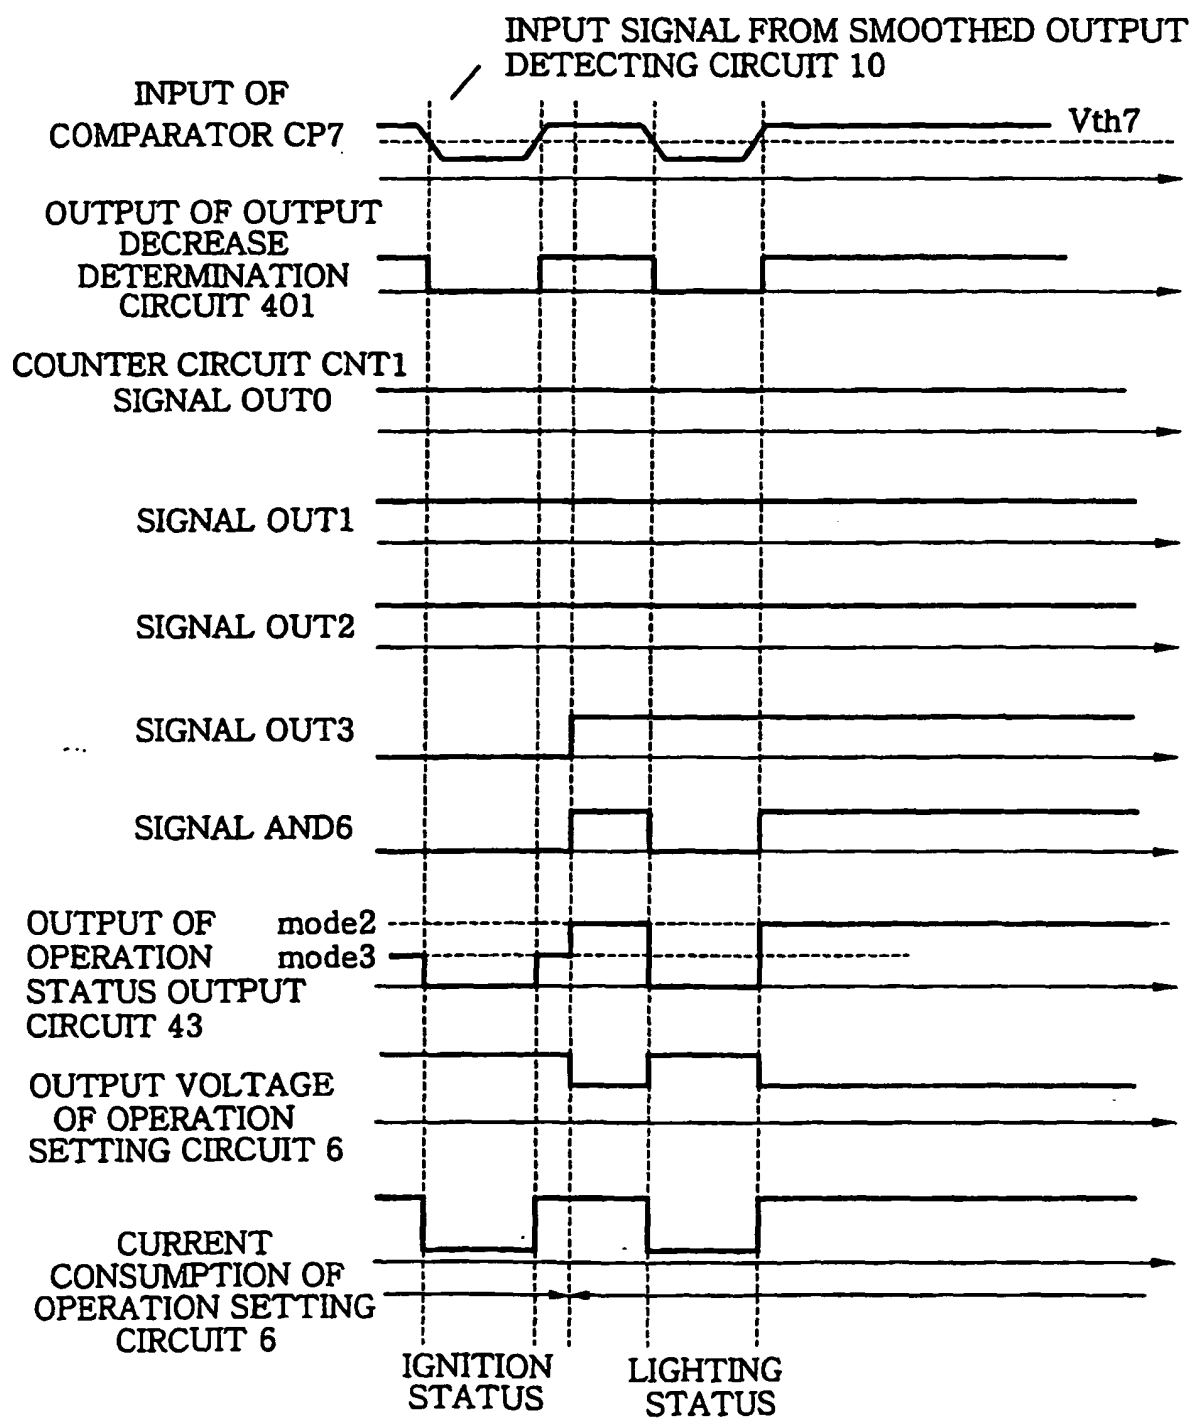 INPUT SIGNAL FROM SMOOTHED OUTPUT
DETECTING CIRCUIT 10
INPUT OF
COMPARATOR CP7
Vth7
OUTPUT OF OUTPUT
DECREASE
DETERMINATION
CIRCUIT 401
COUNTER CIRCUIT CNT1
SIGNAL OUT0
SIGNAL OUT1
SIGNAL OUT2
SIGNAL OUT3
SIGNAL AND6
OUTPUT OF mode2
OPERATION mode3
STATUS OUTPUT
CIRCUIT 43
OUTPUT VOLTAGE
OF OPERATION
SETTING CIRCUIT 6
CURRENT
CONSUMPTION OF
OPERATION SETTING
CIRCUIT 6
IGNITION
STATUS
LIGHTING
STATUS